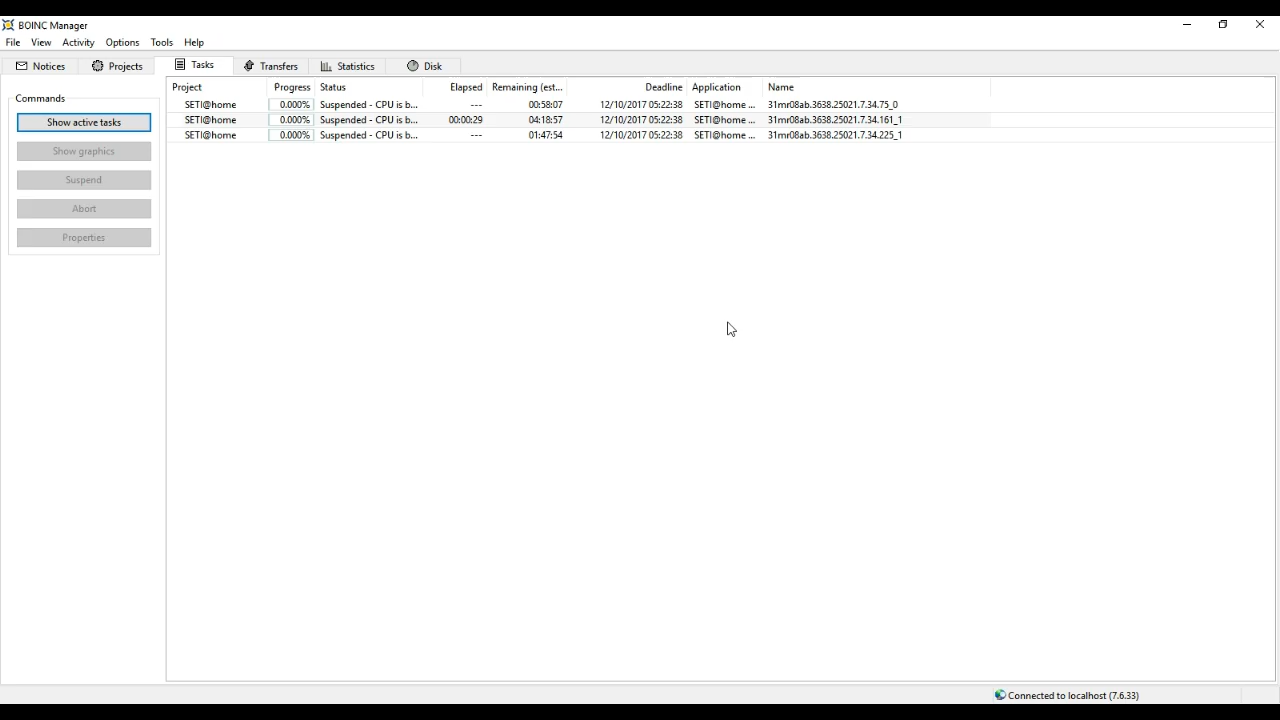 BOINC Manager
File View Activity Options Tools Help
Notices Projects Tasks Transfers Statistics Disk
Commands
Show active tasks
Show graphics
Suspend
Abort
Properties
Project Progress Status Elapsed Remaining (est... Deadline Application Name
SETI@home 0.000% Suspended - CPU is b... --- 00:58:07 12/10/2017 05:22:38 SETI@home ... 31mr08ab.3638.25021.7.34.75_0
SETI@home 0.000% Suspended - CPU is b... 00:00:29 04:18:57 12/10/2017 05:22:38 SETI@home ... 31mr08ab.3638.25021.7.34.161_1
SETI@home 0.000% Suspended - CPU is b... --- 01:47:54 12/10/2017 05:22:38 SETI@home ... 31mr08ab.3638.25021.7.34.225_1
Connected to localhost (7.6.33)